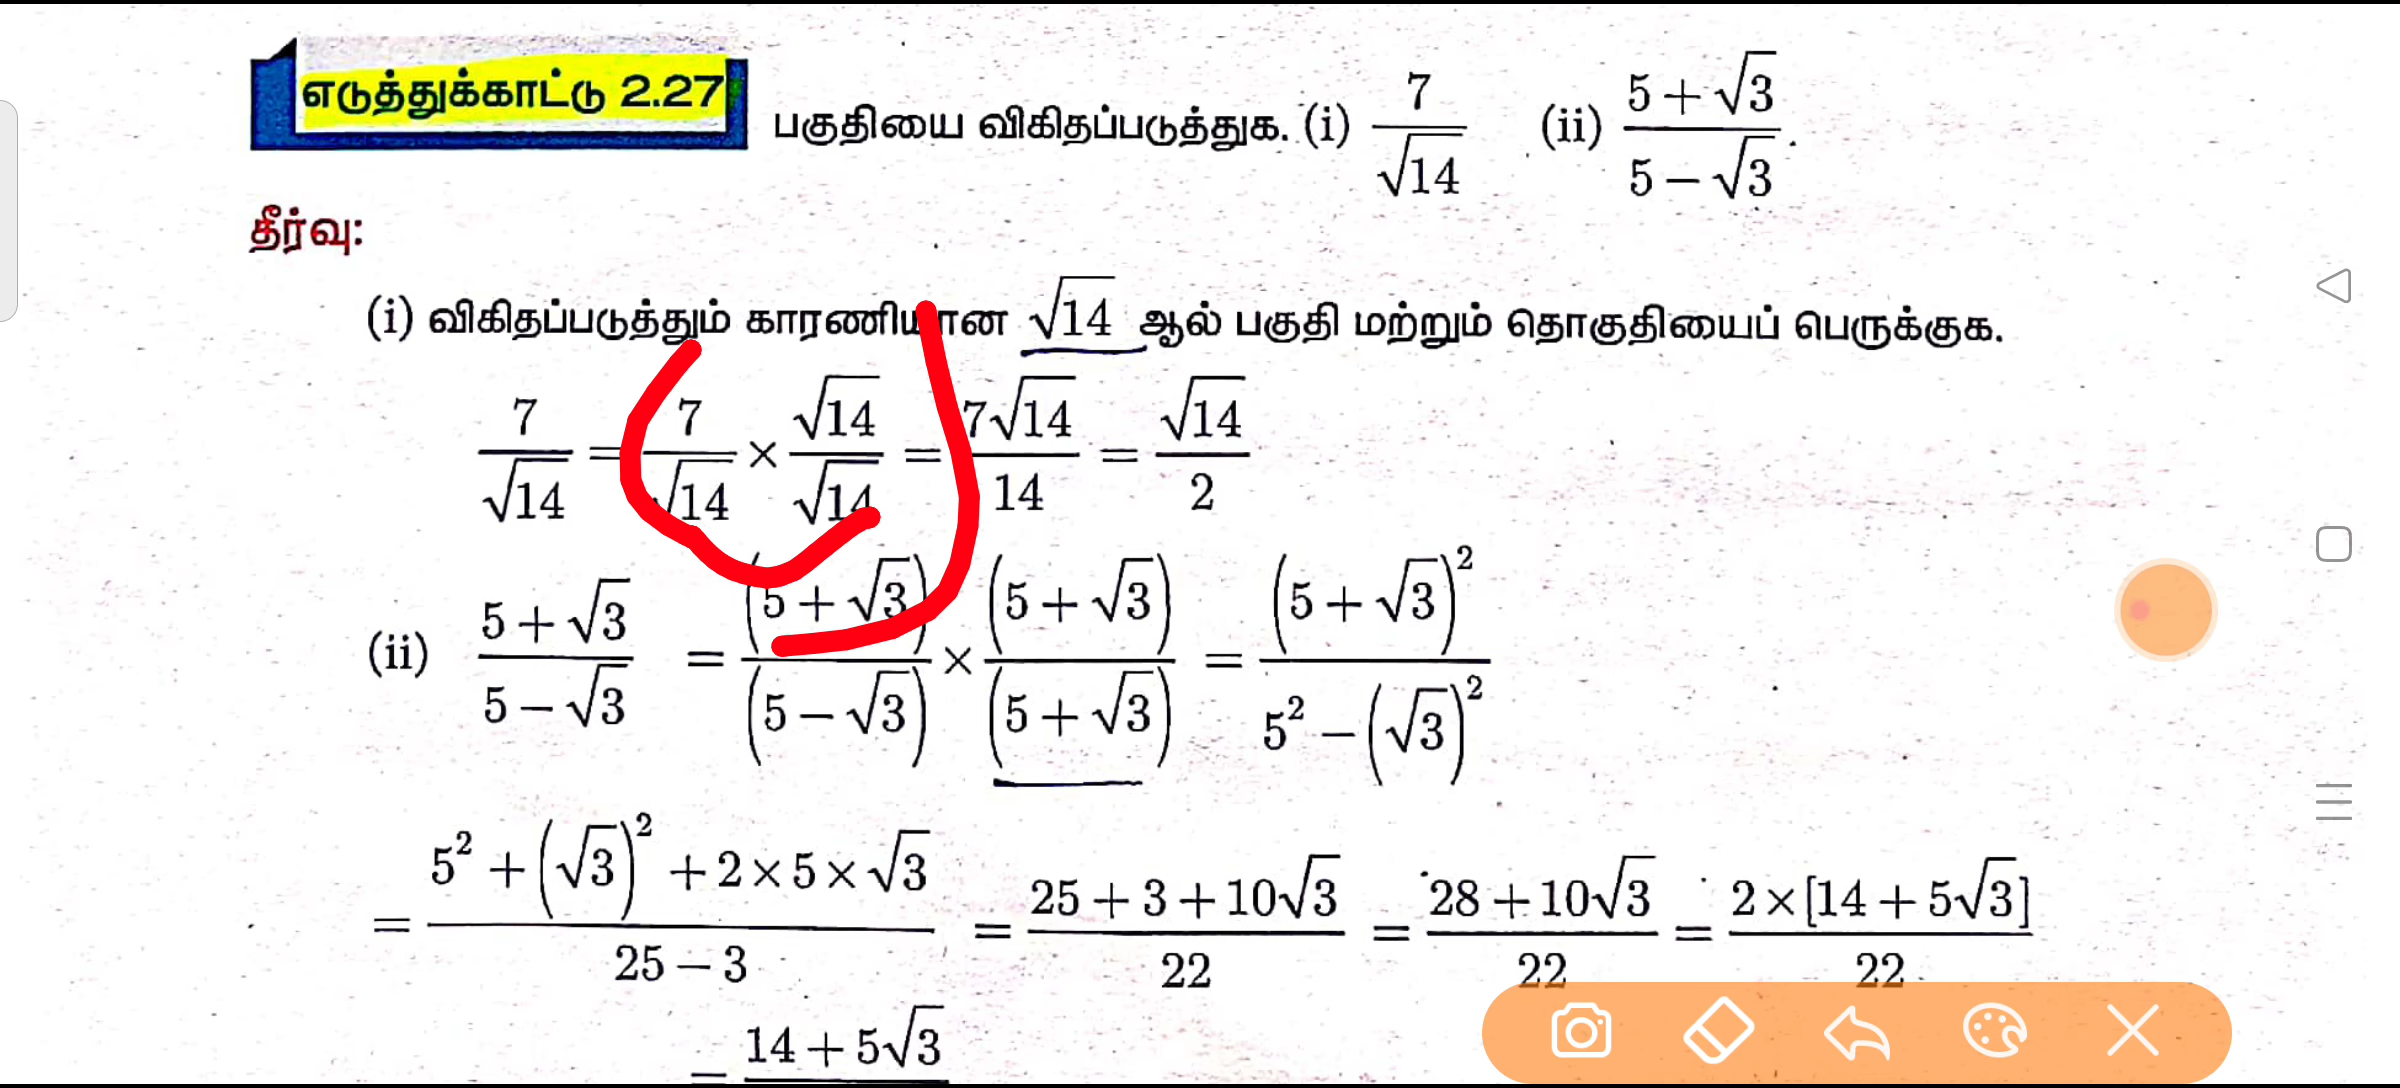 எடுத்துக்காட்டு 2.27 பகுதியை விகிதப்படுத்துக. (i) 7/√14 (ii) (5 + √3)/(5 − √3).
தீர்வு:
(i) விகிதப்படுத்தும் காரணியான √14 ஆல் பகுதி மற்றும் தொகுதியைப் பெருக்குக.
7/√14 = 7/√14 × √14/√14 = 7√14/14 = √14/2
(ii) (5 + √3)/(5 − √3) = (5 + √3)/(5 − √3) × (5 + √3)/(5 + √3) = (5 + √3)²/(5² − (√3)²)
= (5² + (√3)² + 2 × 5 × √3)/(25 − 3) = (25 + 3 + 10√3)/22 = (28 + 10√3)/22 = 2 × [14 + 5√3]/22
= 14 + 5√3